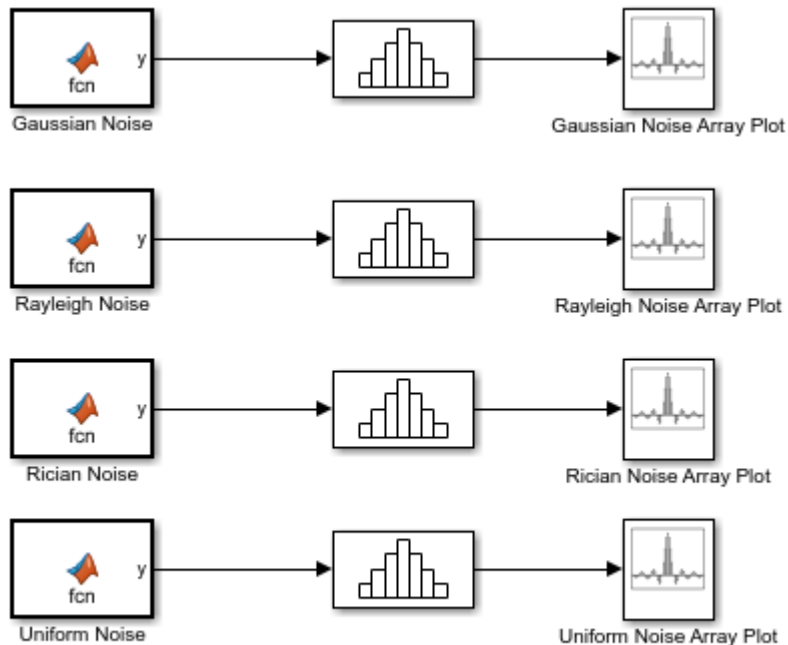 y
fcn
Gaussian Noise
Gaussian Noise Array Plot
y
fcn
Rayleigh Noise
Rayleigh Noise Array Plot
y
fcn
Rician Noise
Rician Noise Array Plot
y
fcn
Uniform Noise
Uniform Noise Array Plot